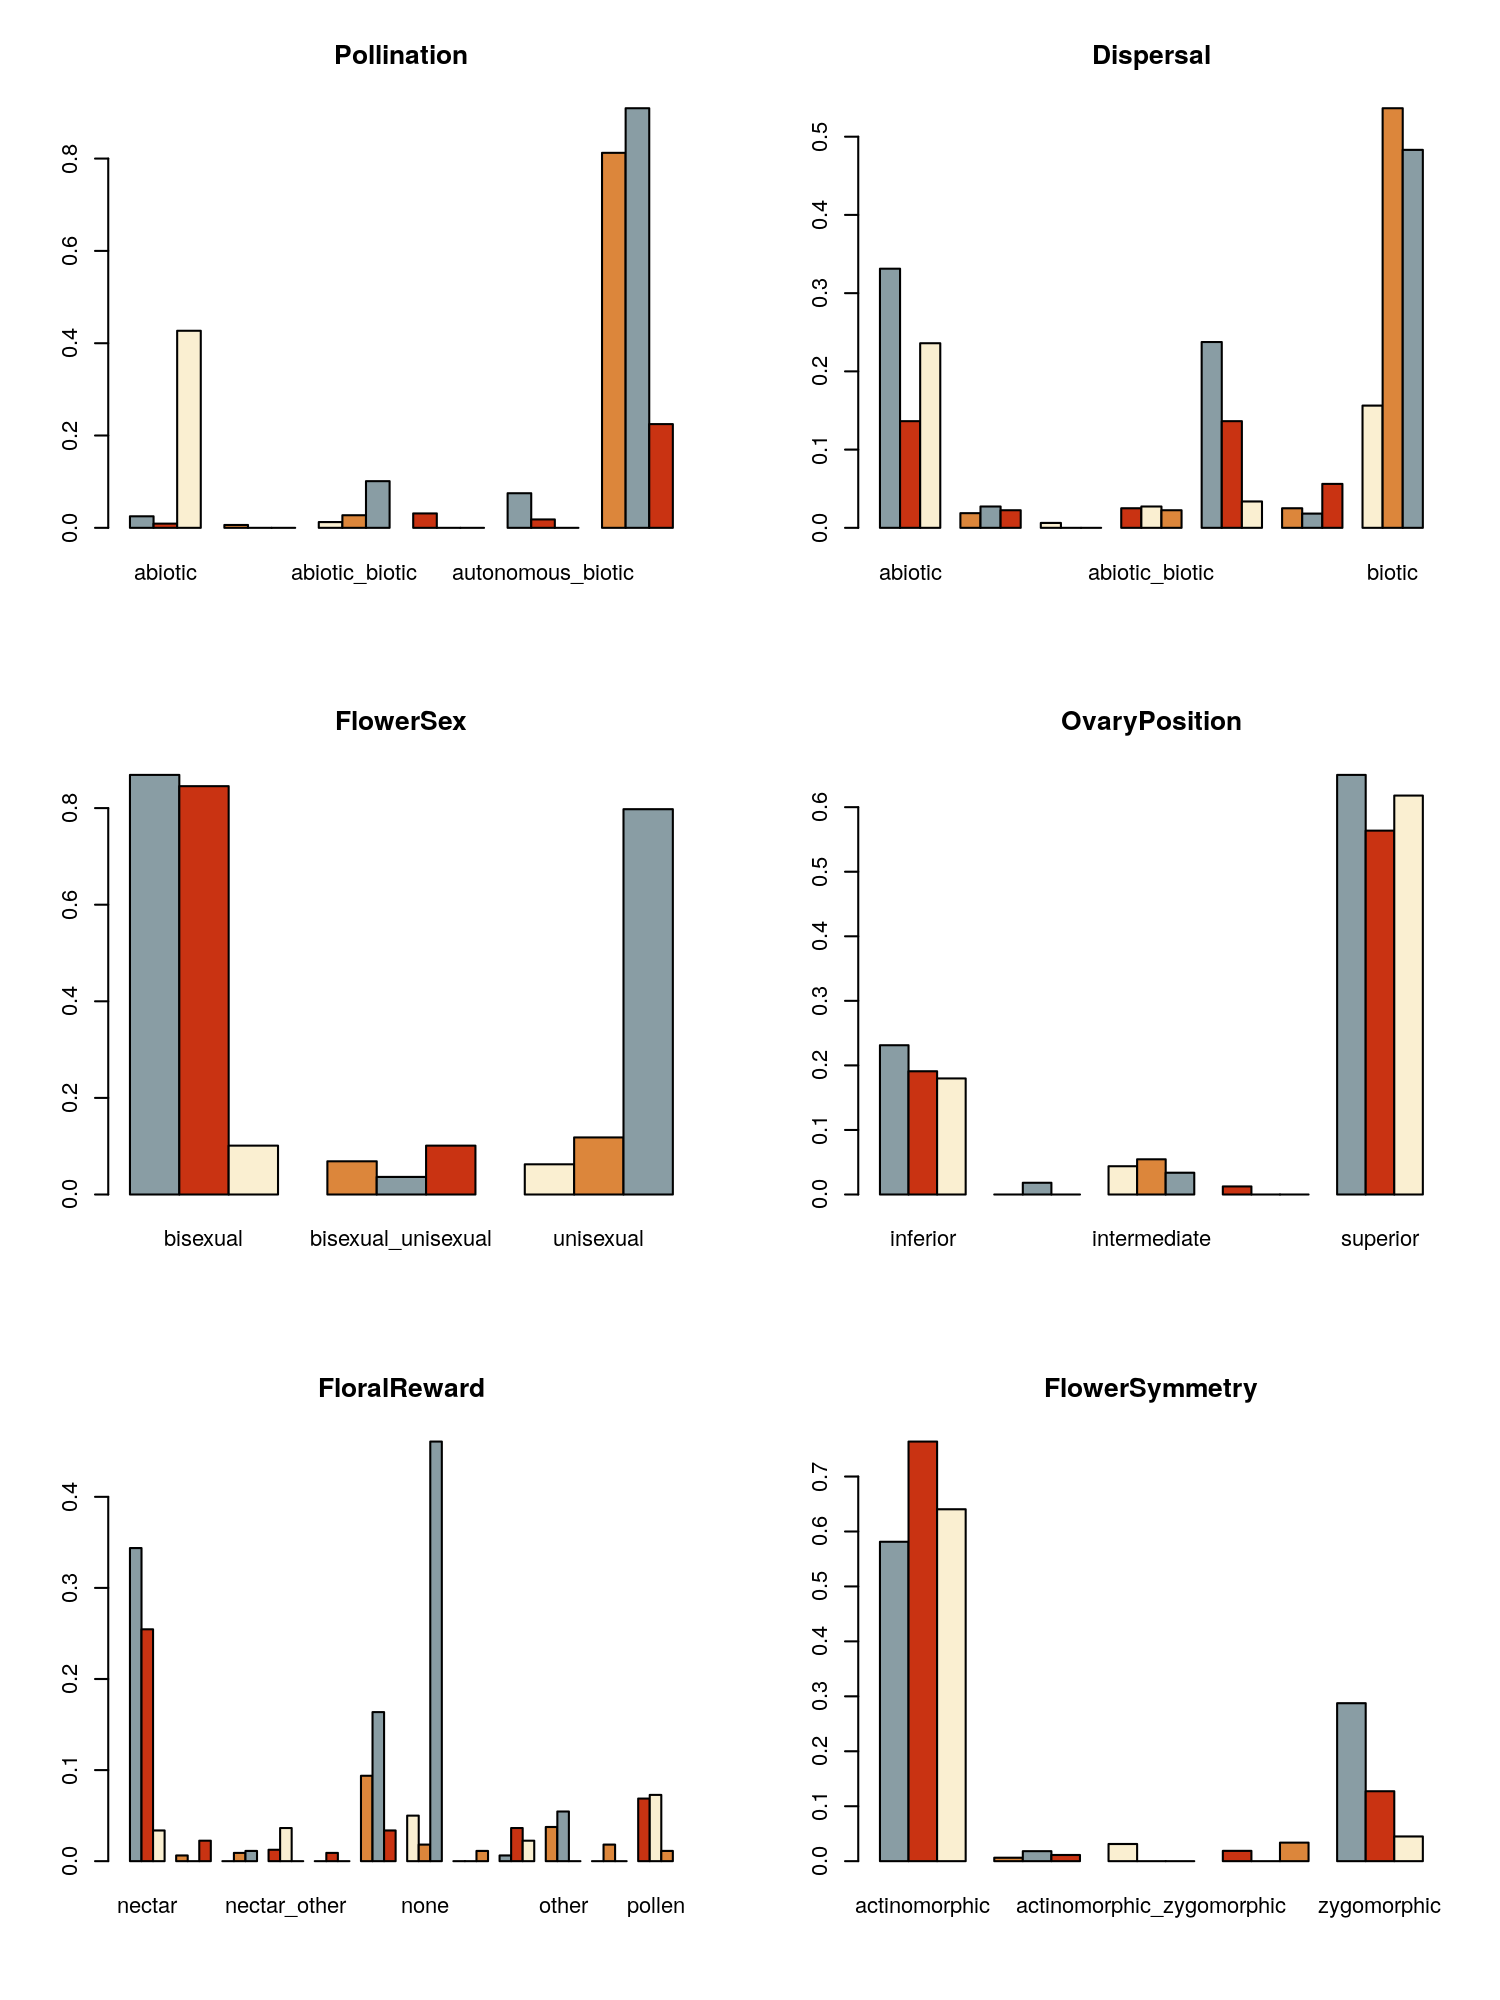 Pollination
0.0 0.2 0.4 0.6 0.8
abiotic abiotic_biotic autonomous_biotic
Dispersal
0.0 0.1 0.2 0.3 0.4 0.5
abiotic abiotic_biotic biotic
FlowerSex
0.0 0.2 0.4 0.6 0.8
bisexual bisexual_unisexual unisexual
OvaryPosition
0.0 0.1 0.2 0.3 0.4 0.5 0.6
inferior intermediate superior
FloralReward
0.0 0.1 0.2 0.3 0.4
nectar nectar_other none other pollen
FlowerSymmetry
0.0 0.1 0.2 0.3 0.4 0.5 0.6 0.7
actinomorphic actinomorphic_zygomorphic zygomorphic